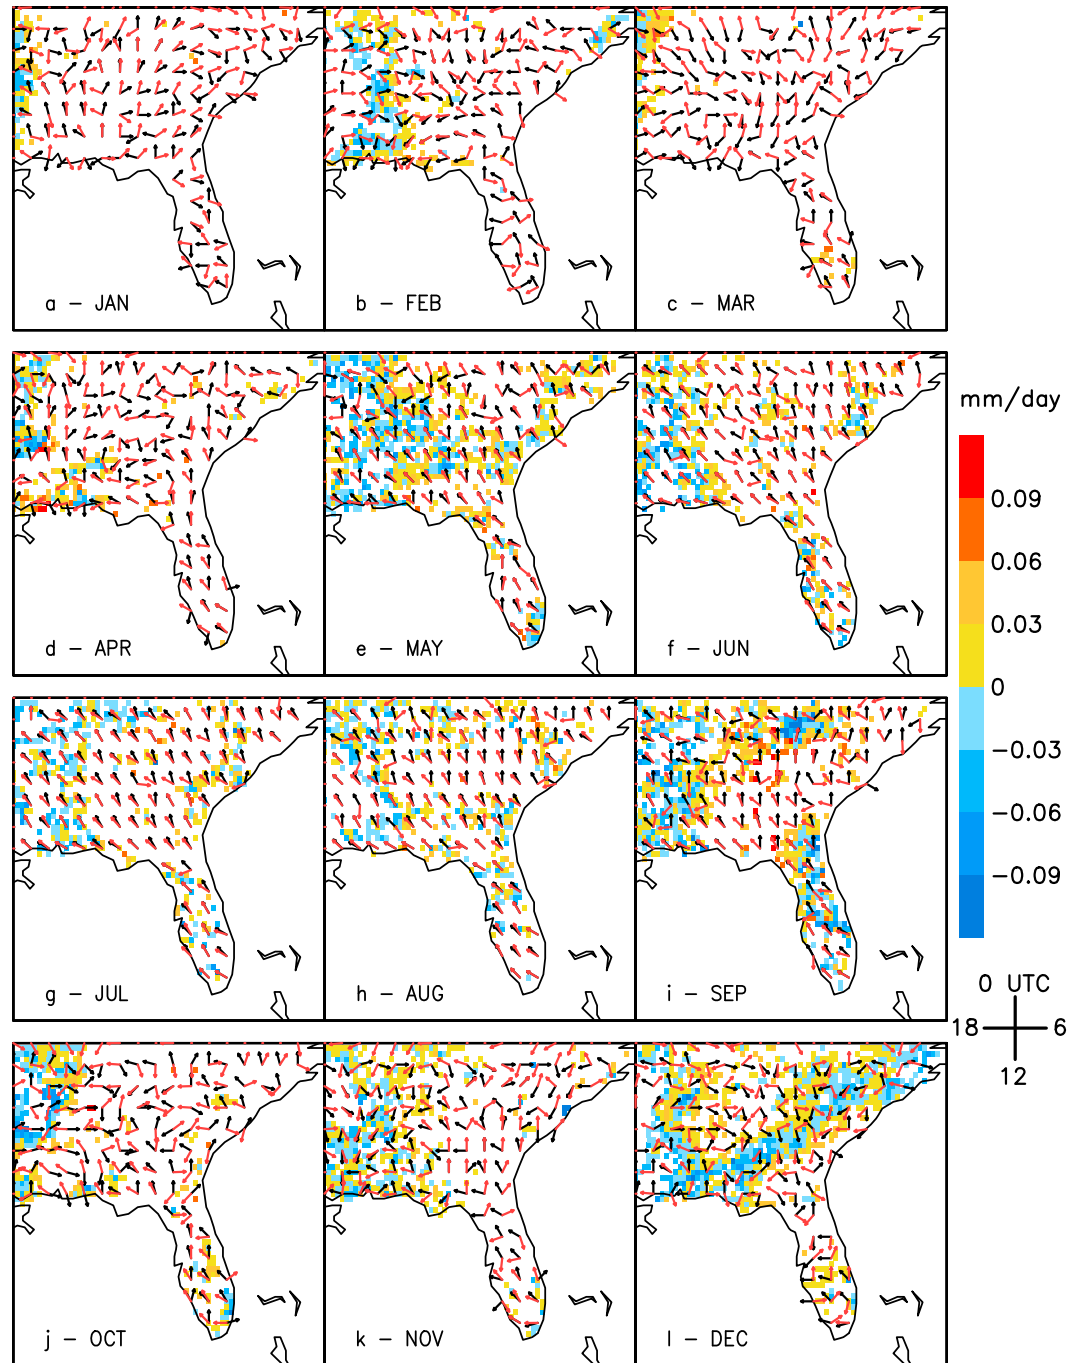 a – JAN
b – FEB
c – MAR
d – APR
e – MAY
f – JUN
mm/day
0.09
0.06
0.03
0
−0.03
−0.06
−0.09
g – JUL
h – AUG
i – SEP
0 UTC
18
6
12
j – OCT
k – NOV
l – DEC